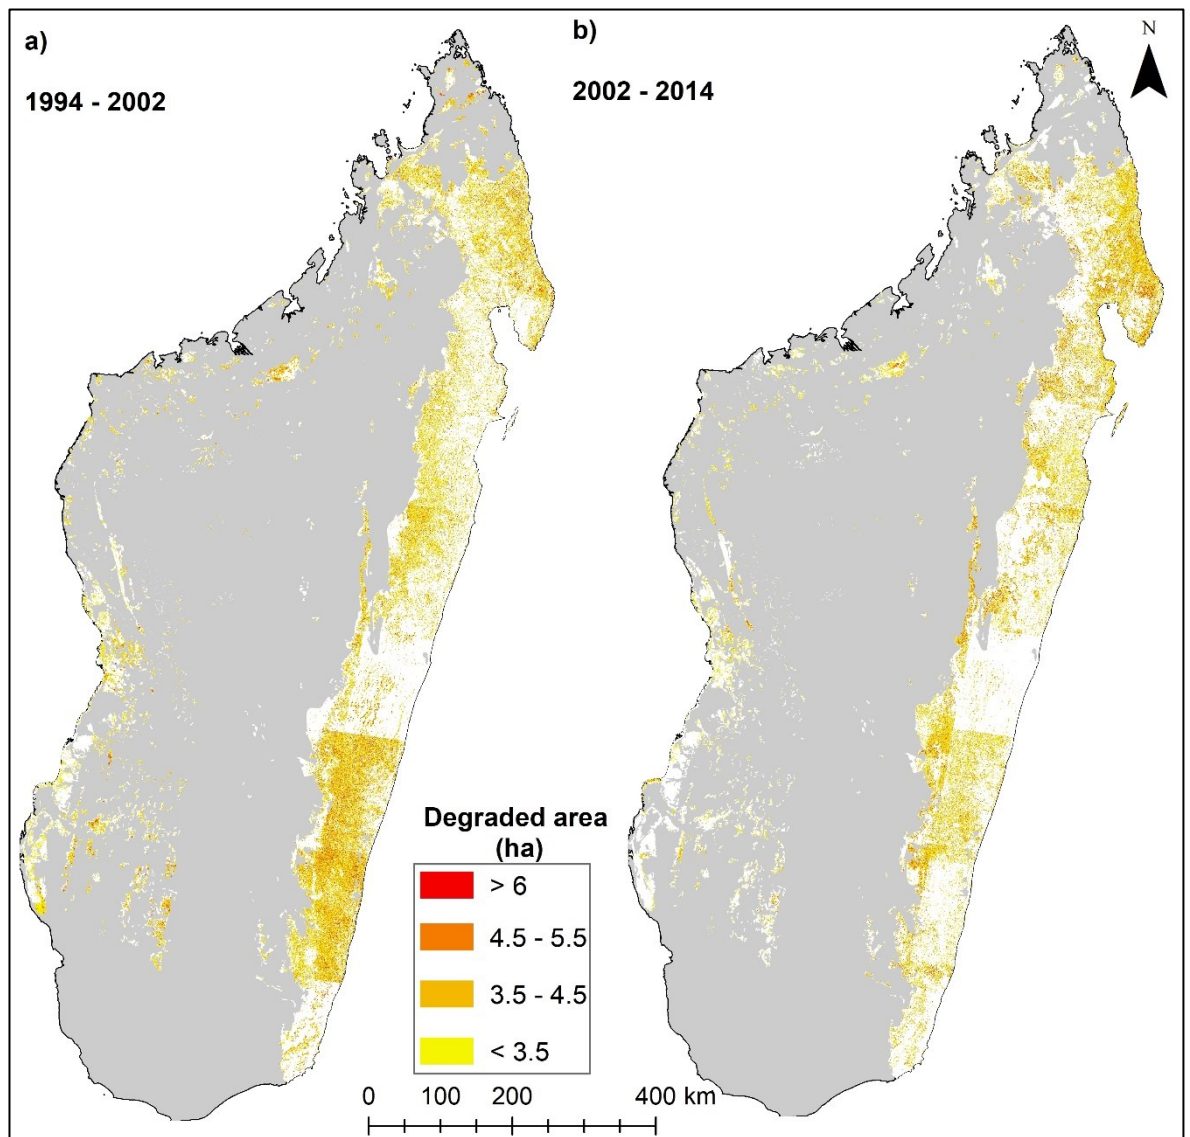 a)
1994 - 2002
b)
2002 - 2014
N
Degraded area
(ha)
> 6
4.5 - 5.5
3.5 - 4.5
< 3.5
0 100 200 400 km